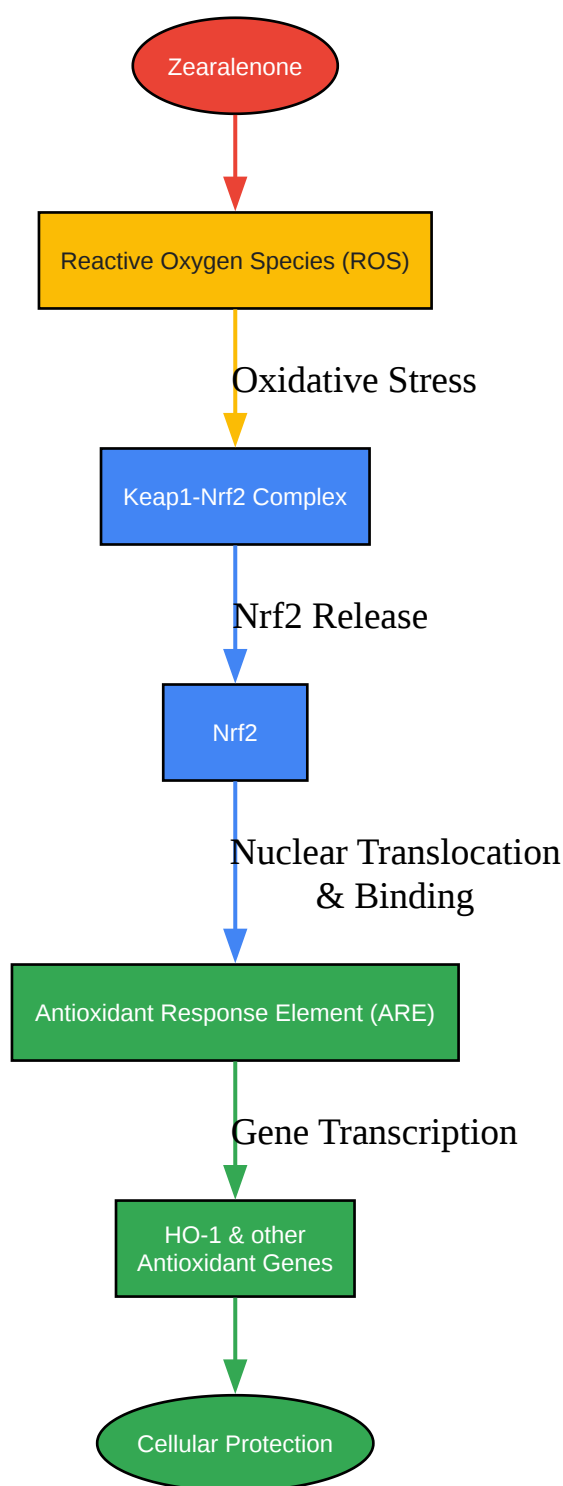 Zearalenone
Reactive Oxygen Species (ROS)
Oxidative Stress
Keap1-Nrf2 Complex
Nrf2 Release
Nrf2
Nuclear Translocation
& Binding
Antioxidant Response Element (ARE)
Gene Transcription
HO-1 & other
Antioxidant Genes
Cellular Protection